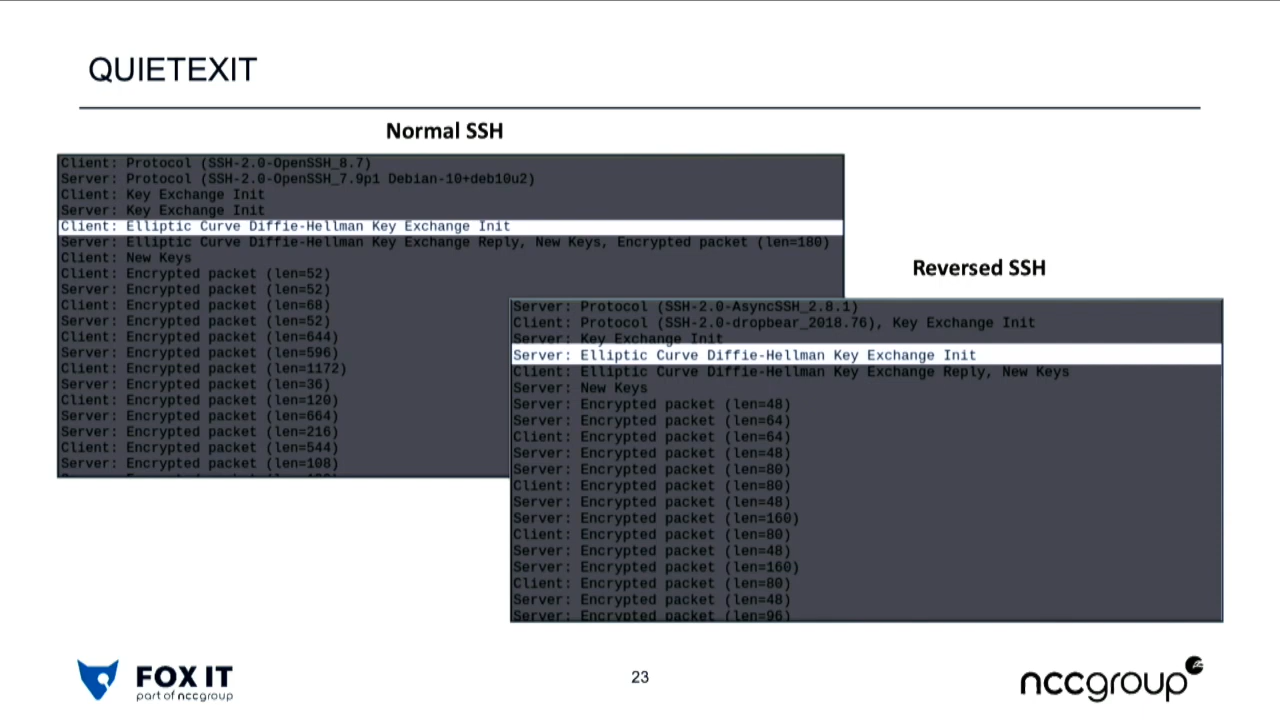 QUIETEXIT
Normal SSH
Client: Protocol (SSH-2.0-OpenSSH_8.7)
Server: Protocol (SSH-2.0-OpenSSH_7.9p1 Debian-10+deb10u2)
Client: Key Exchange Init
Server: Key Exchange Init
Client: Elliptic Curve Diffie-Hellman Key Exchange Init
Server: Elliptic Curve Diffie-Hellman Key Exchange Reply, New Keys, Encrypted packet (len=180)
Client: New Keys
Client: Encrypted packet (len=52)
Server: Encrypted packet (len=52)
Client: Encrypted packet (len=68)
Server: Encrypted packet (len=52)
Client: Encrypted packet (len=644)
Server: Encrypted packet (len=596)
Client: Encrypted packet (len=1172)
Server: Encrypted packet (len=36)
Client: Encrypted packet (len=120)
Server: Encrypted packet (len=664)
Server: Encrypted packet (len=216)
Client: Encrypted packet (len=544)
Server: Encrypted packet (len=108)
Reversed SSH
Server: Protocol (SSH-2.0-AsyncSSH_2.8.1)
Client: Protocol (SSH-2.0-dropbear_2018.76), Key Exchange Init
Server: Key Exchange Init
Server: Elliptic Curve Diffie-Hellman Key Exchange Init
Client: Elliptic Curve Diffie-Hellman Key Exchange Reply, New Keys
Server: New Keys
Server: Encrypted packet (len=48)
Server: Encrypted packet (len=64)
Client: Encrypted packet (len=64)
Server: Encrypted packet (len=48)
Server: Encrypted packet (len=80)
Client: Encrypted packet (len=80)
Server: Encrypted packet (len=48)
Server: Encrypted packet (len=160)
Client: Encrypted packet (len=80)
Server: Encrypted packet (len=48)
Server: Encrypted packet (len=160)
Client: Encrypted packet (len=80)
Server: Encrypted packet (len=48)
Server: Encrypted packet (len=96)
FOX IT
part of nccgroup
23
nccgroup